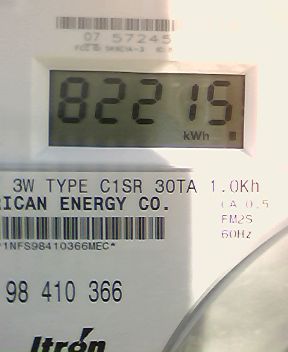 07 57245
82215
kWh
3W TYPE C1SR 30TA 1.0Kh
RICAN ENERGY CO.
CA 0.5
FM2S
60Hz
*1NFS98410366MEC*
98 410 366
Itron